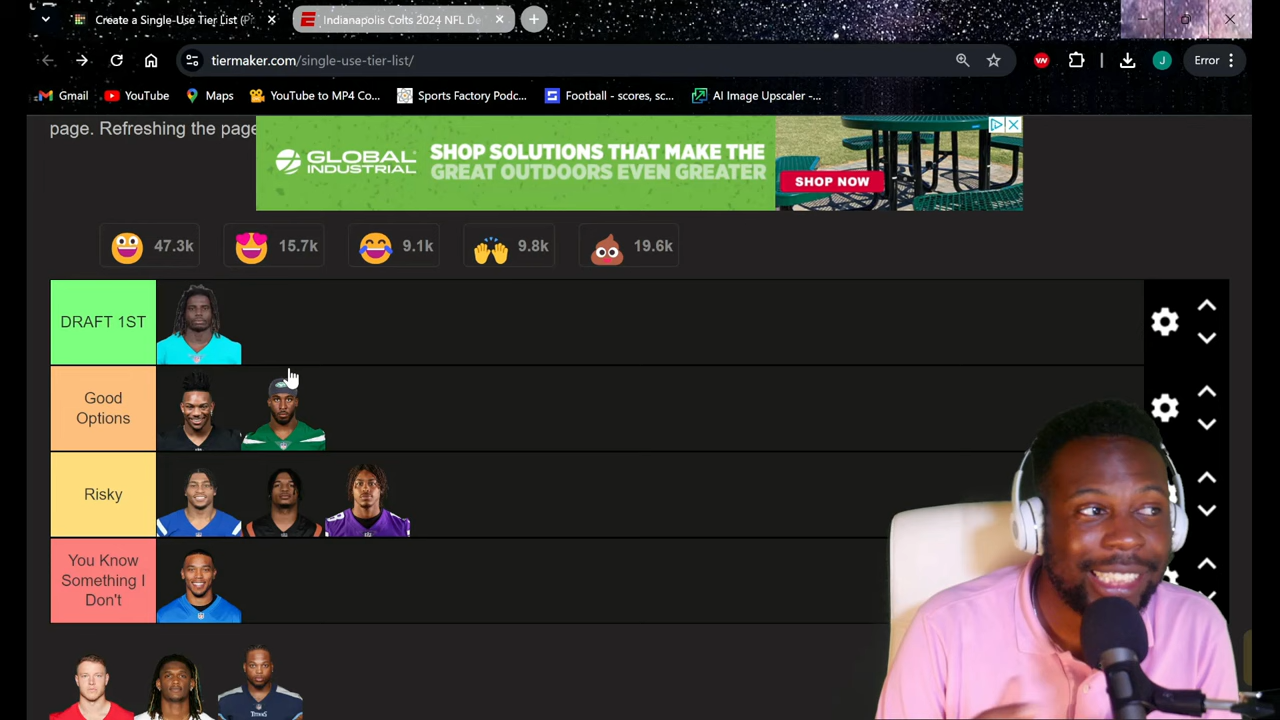 Create a Single-Use Tier List (P
Indianapolis Colts 2024 NFL De
tiermaker.com/single-use-tier-list/
Error
Gmail
YouTube
Maps
YouTube to MP4 Co...
Sports Factory Podc...
Football - scores, sc...
AI Image Upscaler -...
J
page. Refreshing the page
GLOBAL INDUSTRIAL
SHOP SOLUTIONS THAT MAKE THE
GREAT OUTDOORS EVEN GREATER
SHOP NOW
47.3k
15.7k
9.1k
9.8k
19.6k
DRAFT 1ST
Good
Options
Risky
You Know
Something I
Don't